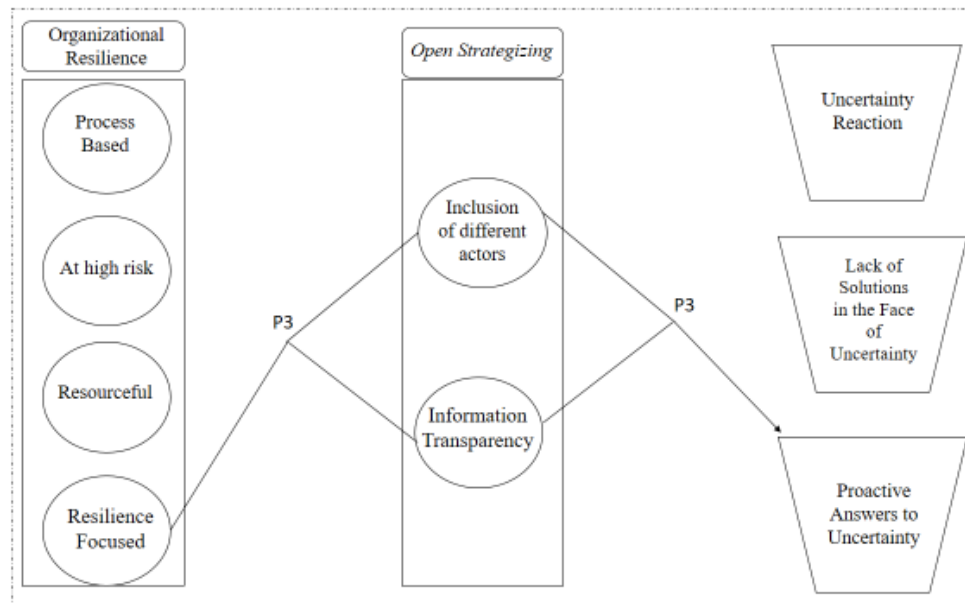 Organizational
Resilience
Process
Based
At high risk
Resourceful
Resilience
Focused
P3
Open Strategizing
Inclusion
of different
actors
Information
Transparency
P3
Uncertainty
Reaction
Lack of
Solutions
in the Face
of
Uncertainty
Proactive
Answers to
Uncertainty